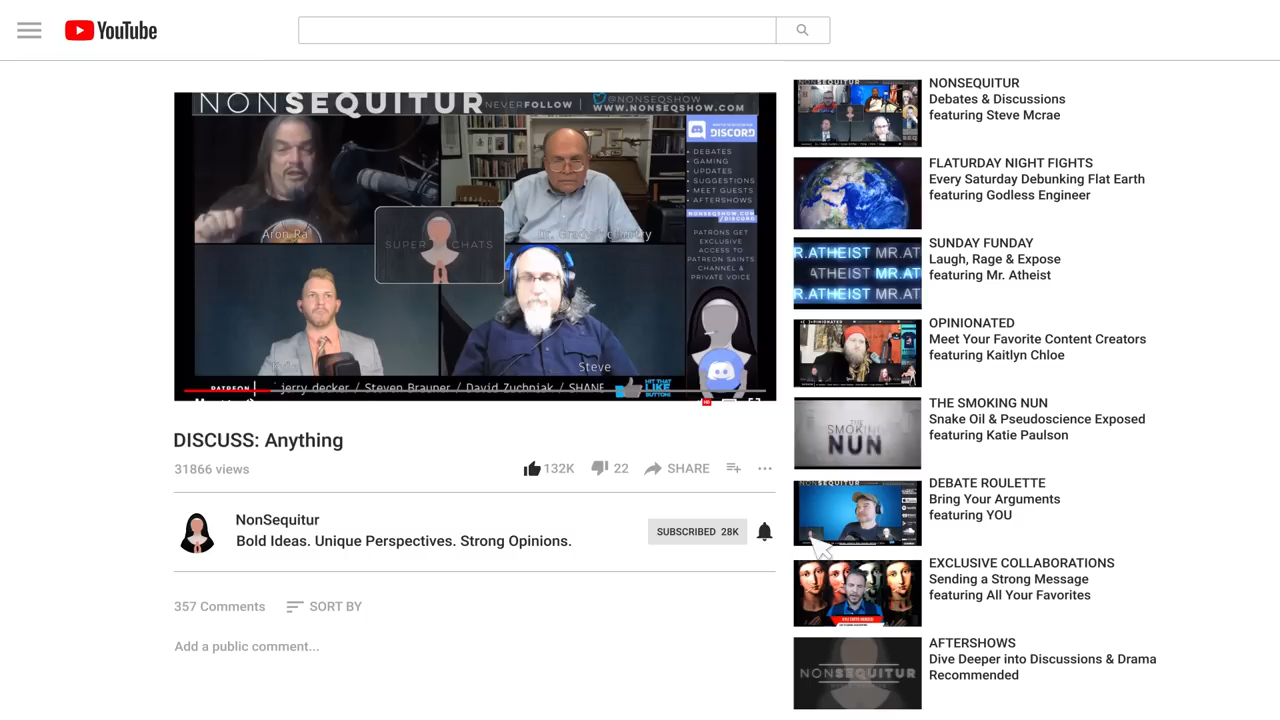 YouTube
NONSEQUITUR
NEVERFOLLOW
@NONSEQSHOW
WWW.NONSEQSHOW.COM
Aron Ra
SUPER CHATS
Steve
DISCORD
• DEBATES
• GAMING
• UPDATES
• SUGGESTIONS
• MEET GUESTS
• AFTERSHOWS
NONSEQSHOW.COM
/DISCORD
PATRONS GET
EXCLUSIVE
ACCESS TO
PATREON SAINTS
CHANNEL &
PRIVATE VOICE
PATREON
jerry decker / Steven Brauner / David Zuchniak / SHANE
HIT THAT
LIKE
BUTTON!
HD
DISCUSS: Anything
31866 views
132K
22
SHARE
NonSequitur
Bold Ideas. Unique Perspectives. Strong Opinions.
SUBSCRIBED 28K
357 Comments
SORT BY
Add a public comment...
NONSEQUITUR
Debates & Discussions
featuring Steve Mcrae
FLATURDAY NIGHT FIGHTS
Every Saturday Debunking Flat Earth
featuring Godless Engineer
R.ATHEIST MR.AT
ATHEIST MR.AT
R.ATHEIST MR.AT
SUNDAY FUNDAY
Laugh, Rage & Expose
featuring Mr. Atheist
OPINIONATED
Meet Your Favorite Content Creators
featuring Kaitlyn Chloe
THE
SMOKING
NUN
THE SMOKING NUN
Snake Oil & Pseudoscience Exposed
featuring Katie Paulson
NONSEQUITUR
DEBATE ROULETTE
Bring Your Arguments
featuring YOU
EXCLUSIVE COLLABORATIONS
Sending a Strong Message
featuring All Your Favorites
NONSEQUITUR
AFTERSHOWS
Dive Deeper into Discussions & Drama
Recommended